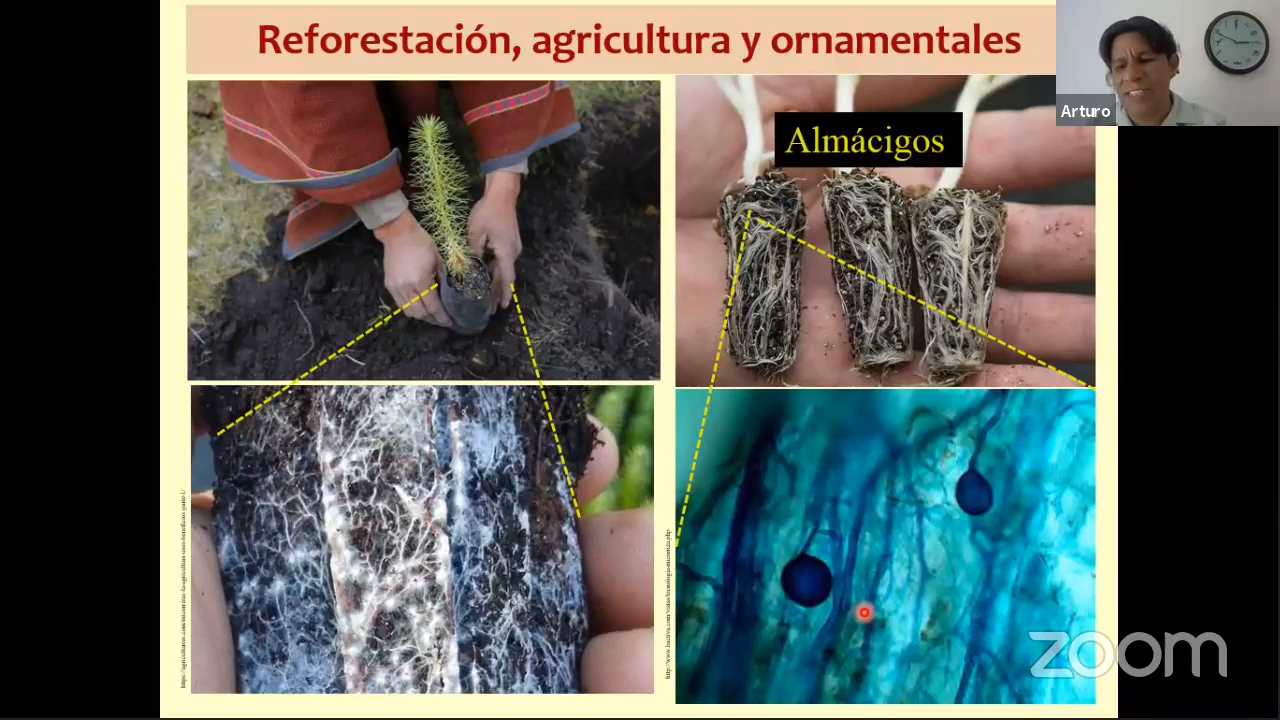 Reforestación, agricultura y ornamentales
Arturo
Almácigos
zoom